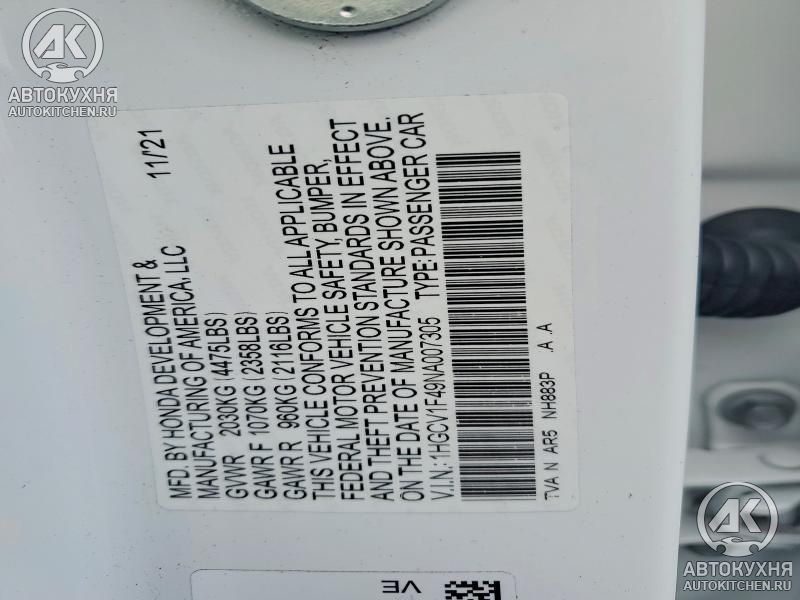 AK
АВТОКУХНЯ
AUTOKITCHEN.RU
MFD. BY HONDA DEVELOPMENT & 11/21
MANUFACTURING OF AMERICA, LLC
GVWR 2030KG (4475LBS)
GAWR F 1070KG (2358LBS)
GAWR R 960KG (2116LBS)
THIS VEHICLE CONFORMS TO ALL APPLICABLE
FEDERAL MOTOR VEHICLE SAFETY, BUMPER,
AND THEFT PREVENTION STANDARDS IN EFFECT
ON THE DATE OF MANUFACTURE SHOWN ABOVE.
V.I.N.: 1HGCV1F49NA007305 TYPE:PASSENGER CAR
TVA N AR5 NH883P .A .A
VE
AK
АВТОКУХНЯ
AUTOKITCHEN.RU